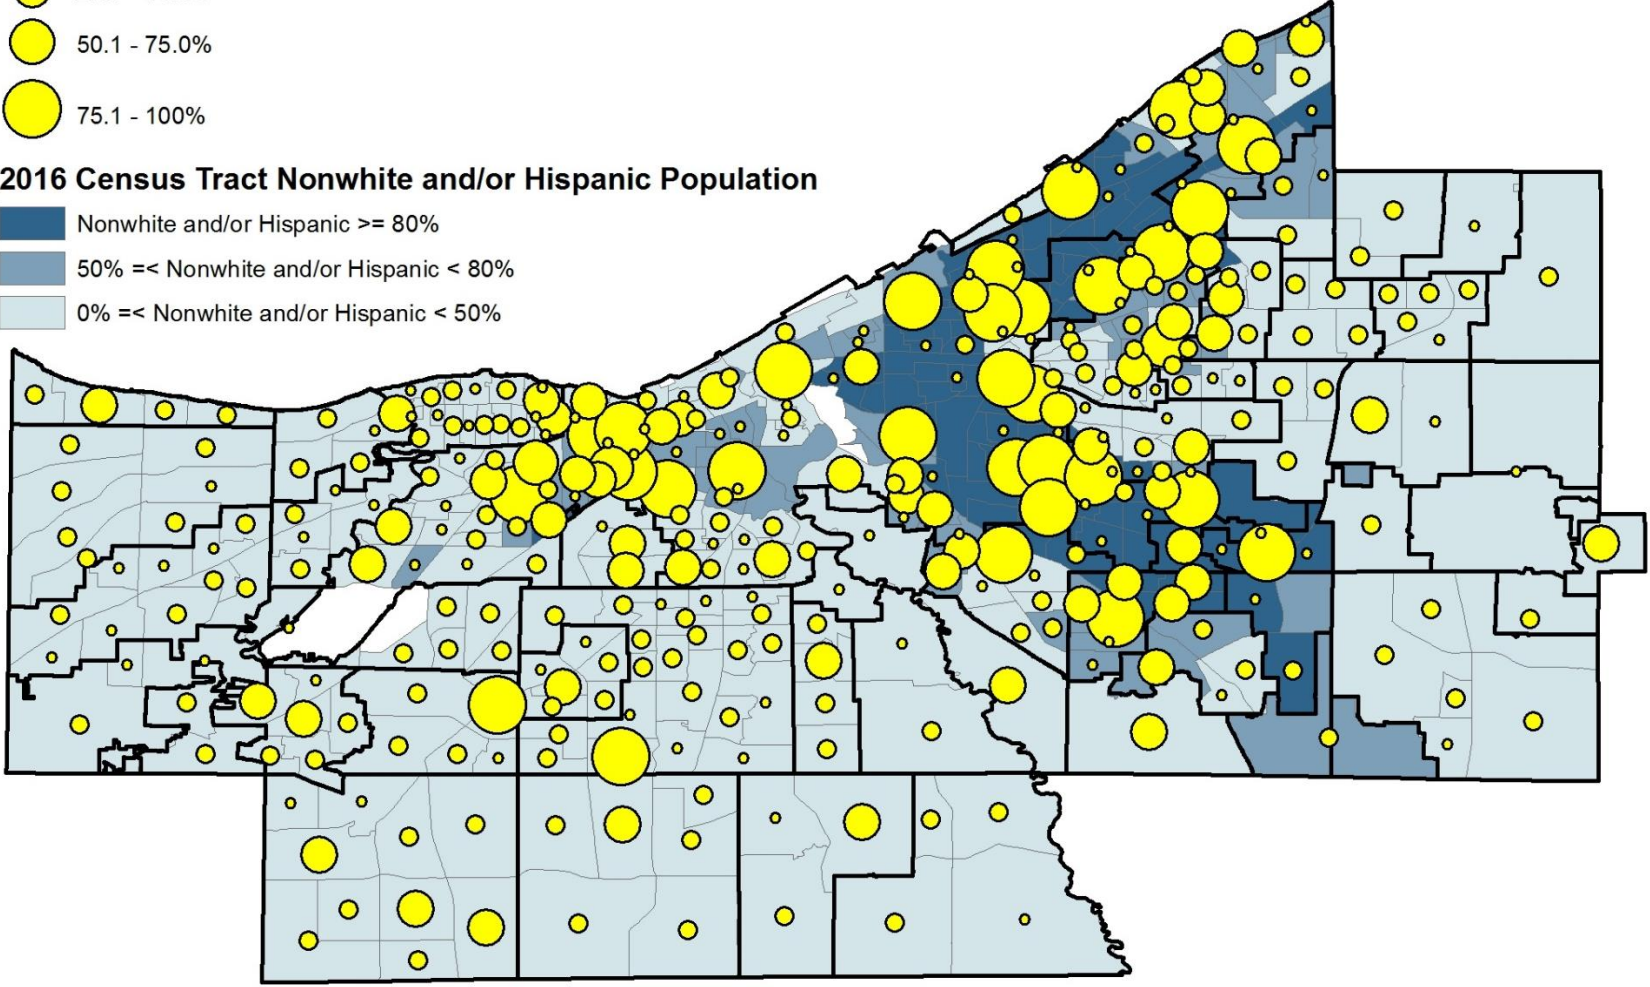 50.1 - 75.0%
75.1 - 100%
2016 Census Tract Nonwhite and/or Hispanic Population
Nonwhite and/or Hispanic >= 80%
50% =< Nonwhite and/or Hispanic < 80%
0% =< Nonwhite and/or Hispanic < 50%